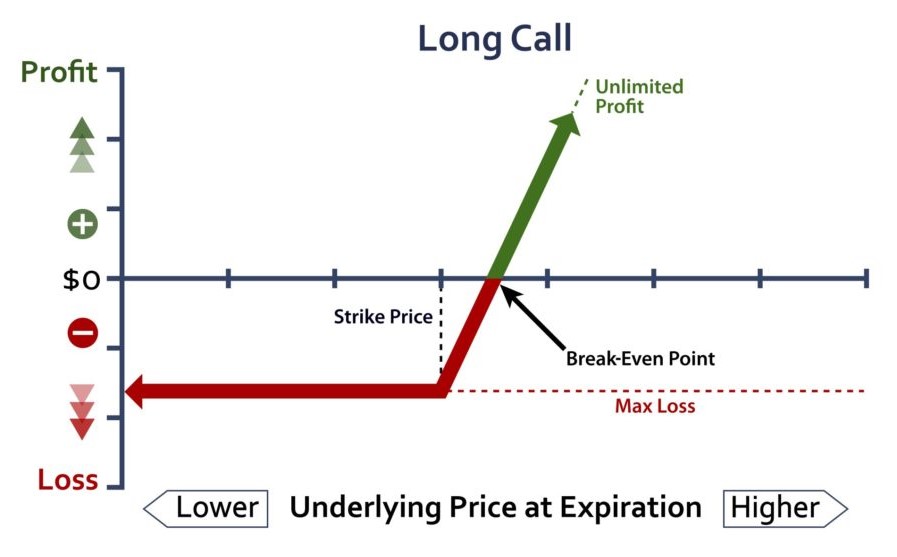 Long Call
Profit
Unlimited
Profit
$0
Strike Price
Break-Even Point
Max Loss
Loss
Lower
Underlying Price at Expiration
Higher